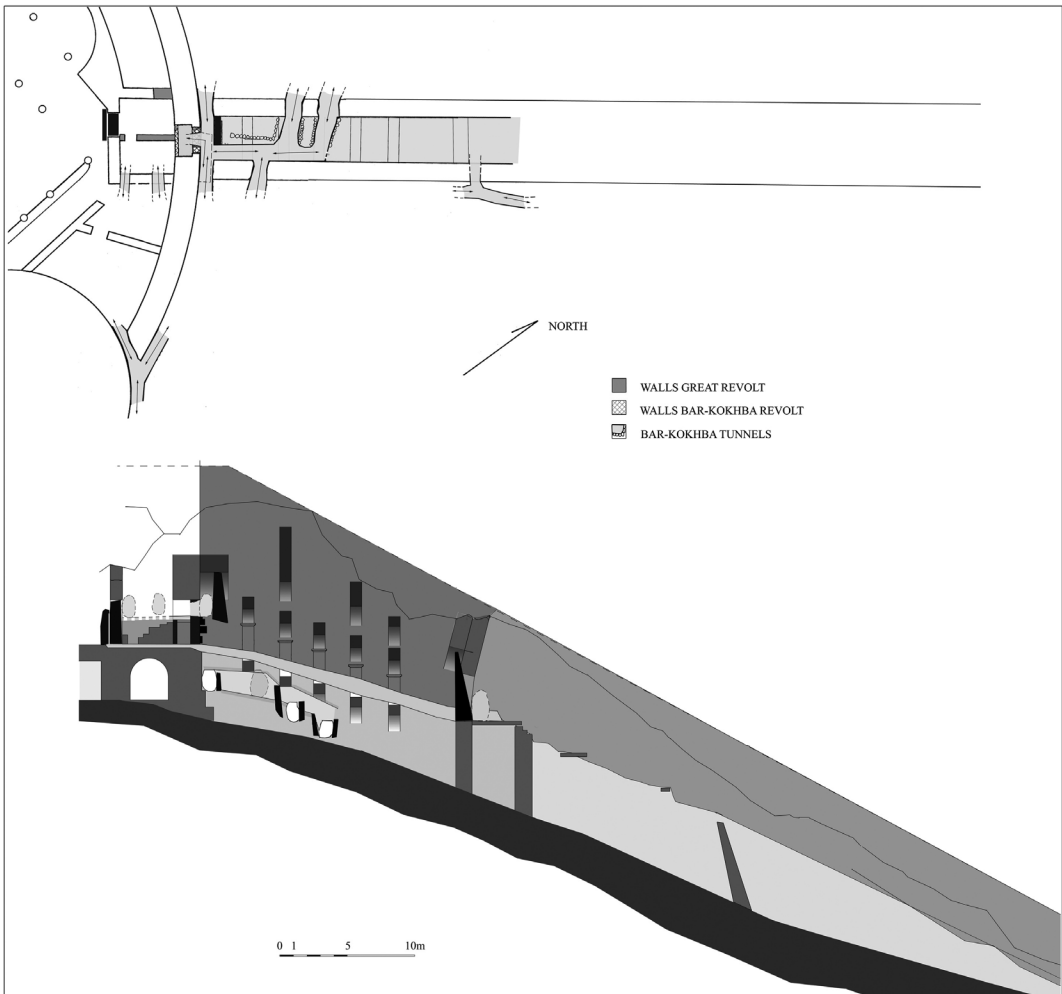 NORTH
WALLS GREAT REVOLT
WALLS BAR-KOKHBA REVOLT
BAR-KOKHBA TUNNELS
0 1 5 10m